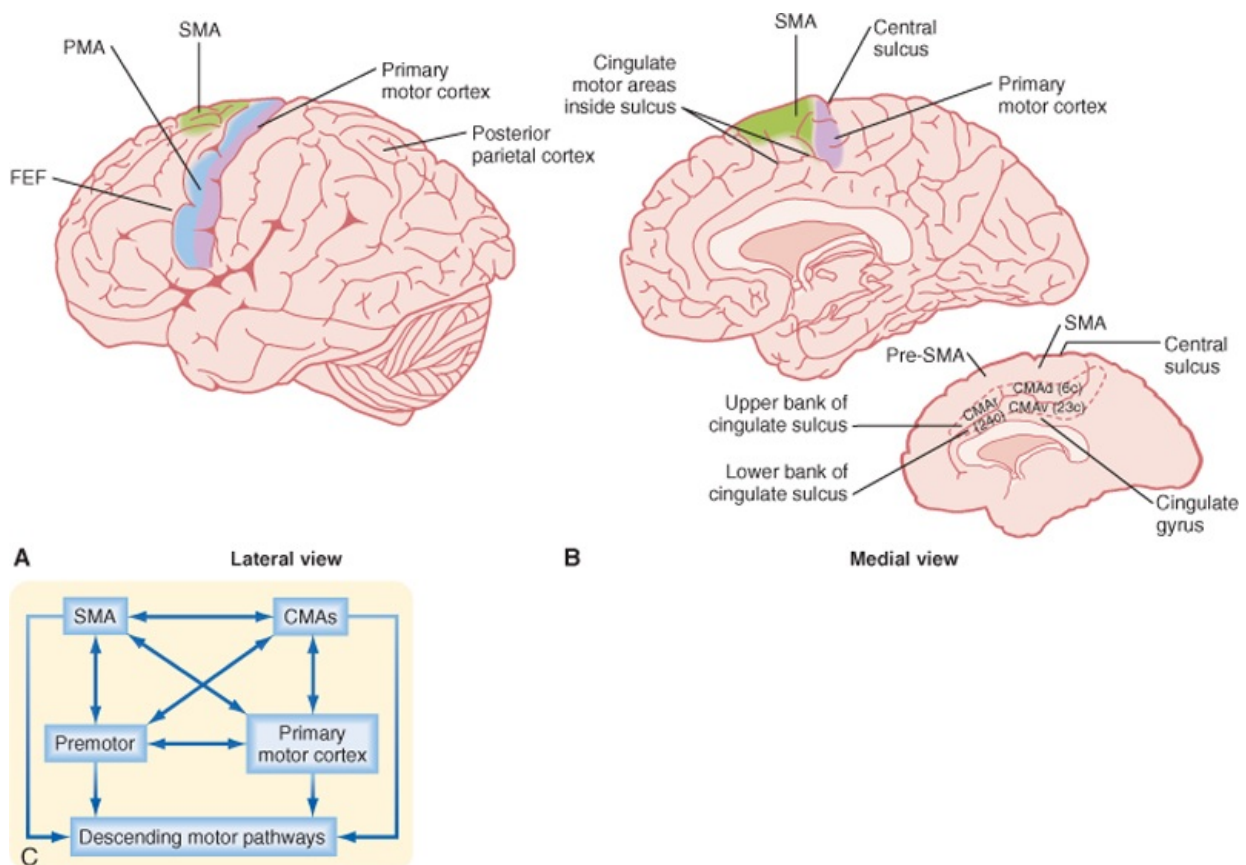 SMA
PMA
Primary
motor cortex
Posterior
parietal cortex
FEF
A
Lateral view
SMA
Central
sulcus
Cingulate
motor areas
inside sulcus
Primary
motor cortex
SMA
Pre-SMA
Central
sulcus
CMAd (6c)
CMAr
(24c)
CMAv (23c)
Upper bank of
cingulate sulcus
Lower bank of
cingulate sulcus
Cingulate
gyrus
B
Medial view
SMA
CMAs
Premotor
Primary
motor cortex
Descending motor pathways
C